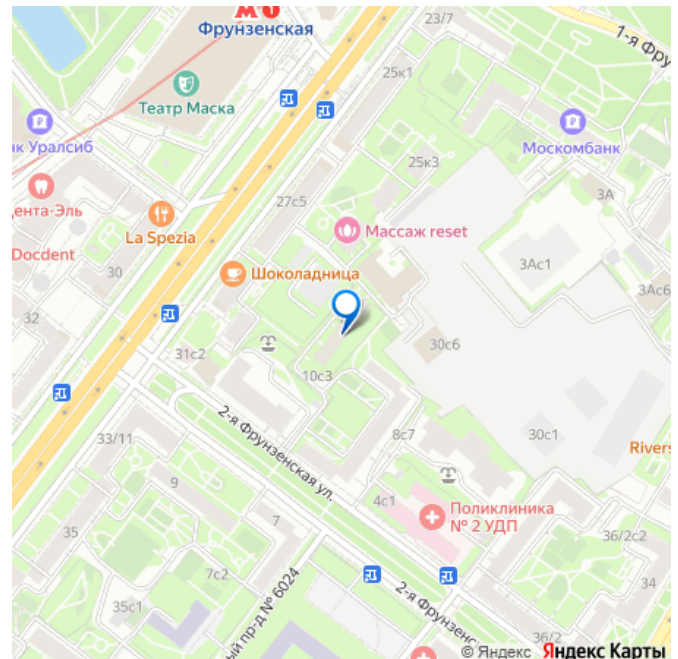 23/7
Фрунзенская
1-я Фру
25к1
Театр Маска
нк Уралсиб
Москомбанк
25к3
3А
ента-Эль
27с5
La Spezia
Массаж reset
Docdent
30
Шоколадница
3Ас1
3Ас6
32
30с6
31с2
10с3
2-я Фрунзенская ул.
8с7
30с1
33/11
Rivers
9
4с1
Поликлиника
№ 2 УДП
35
7
36/2с2
7с2
34
ый пр-д № 6024
2-я Фрунзенс
35с1
36/2
© Яндекс Яндекс Карты